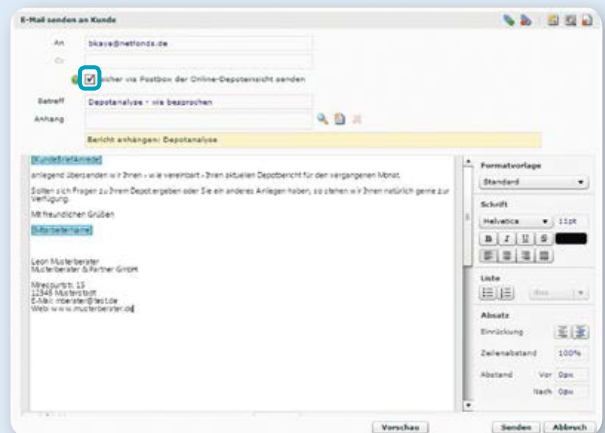 E-Mail senden an Kunde
An bkaya@netfonds.de
Cc
Sicher via Postbox der Online-Depoteinsicht senden
Betreff Depotanalyse - wie besprochen
Anhang
Bericht anhängen: Depotanalyse
[KundeBriefAnrede]
anliegend übersenden wir Ihnen - wie vereinbart - Ihren aktuellen Depotbericht für den vergangenen Monat.
Sollten sich Fragen zu Ihrem Depot ergeben oder Sie ein anderes Anliegen haben, so stehen wir Ihnen natürlich gerne zur
Verfügung.
Mit freundlichen Grüßen
[MitarbeiterName]
Leon Musterberater
Musterberater & Partner GmbH
15
12345 Musterstadt
E-Mail: mberater@test.de
Web: www.musterberater.de
Formatvorlage
Standard
Schrift
Helvetica 11pt
B I U S
Liste
Absatz
Einrückung
Zeilenabstand 100%
Abstand Vor 0px
Nach 0px
Vorschau Senden Abbruch